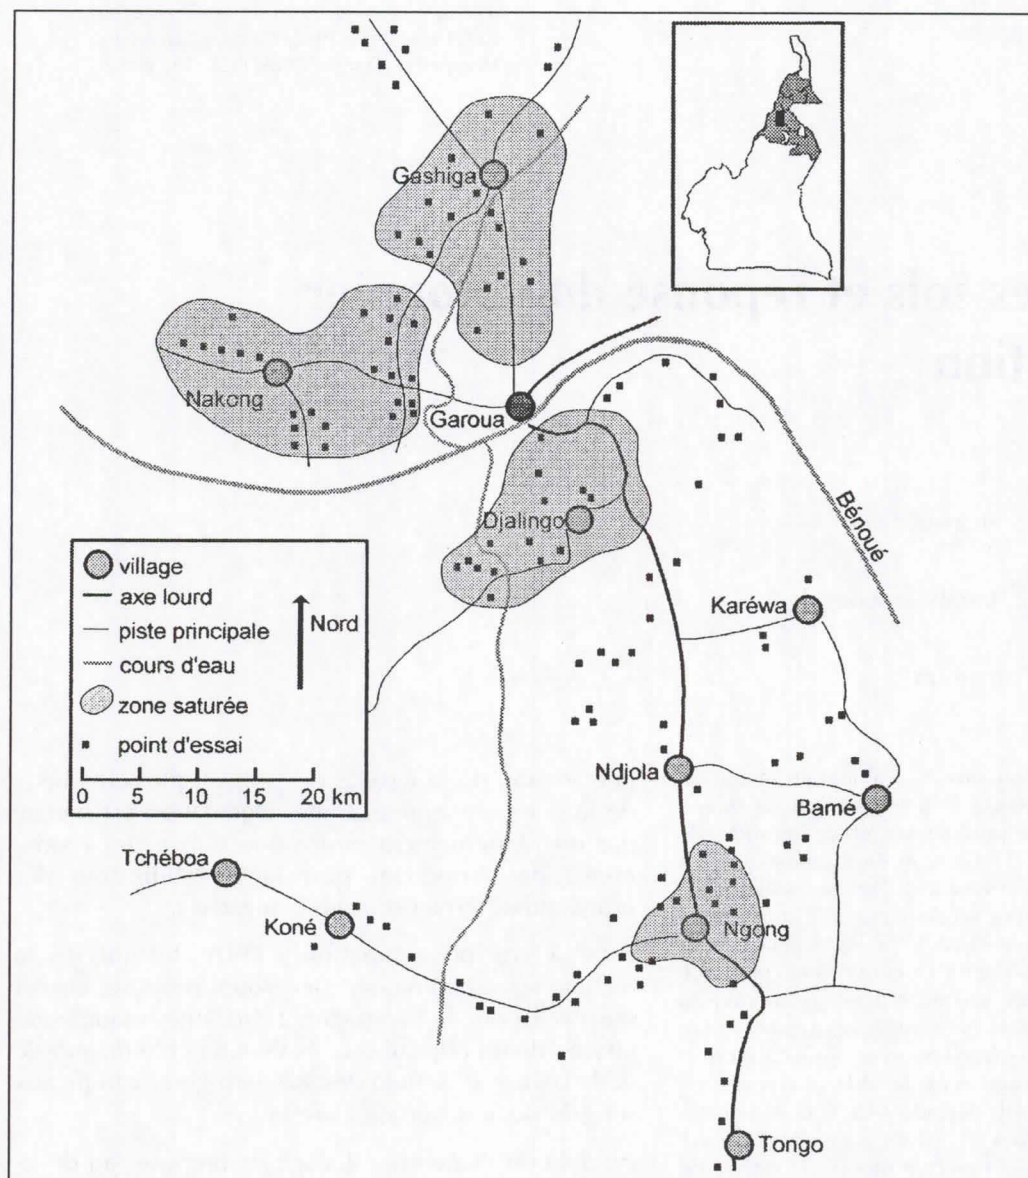 Gashiga
Nakong
Garoua
Djalingo
Bénoué
village
axe lourd
piste principale
cours d'eau
zone saturée
point d'essai
Nord
0 5 10 15 20 km
Karéwa
Ndjola
Bamé
Tchéboa
Koné
Ngong
Tongo